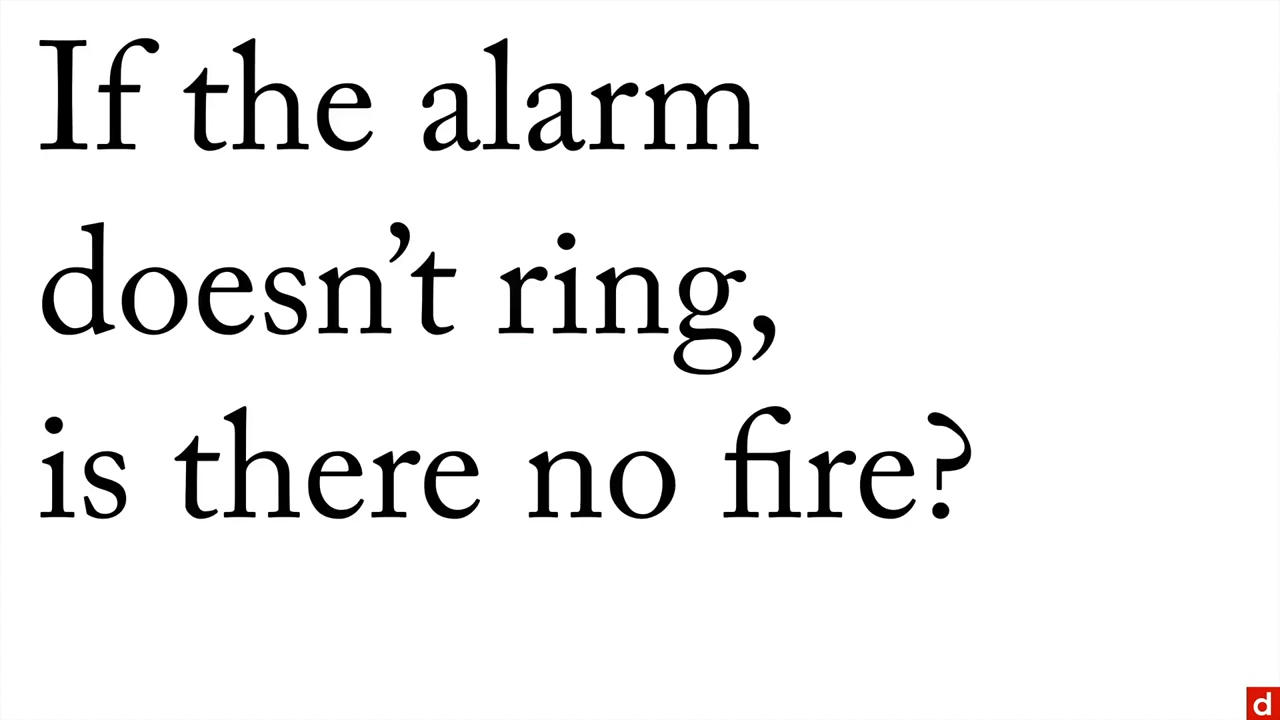 If the alarm
doesn’t ring,
is there no fire?
d